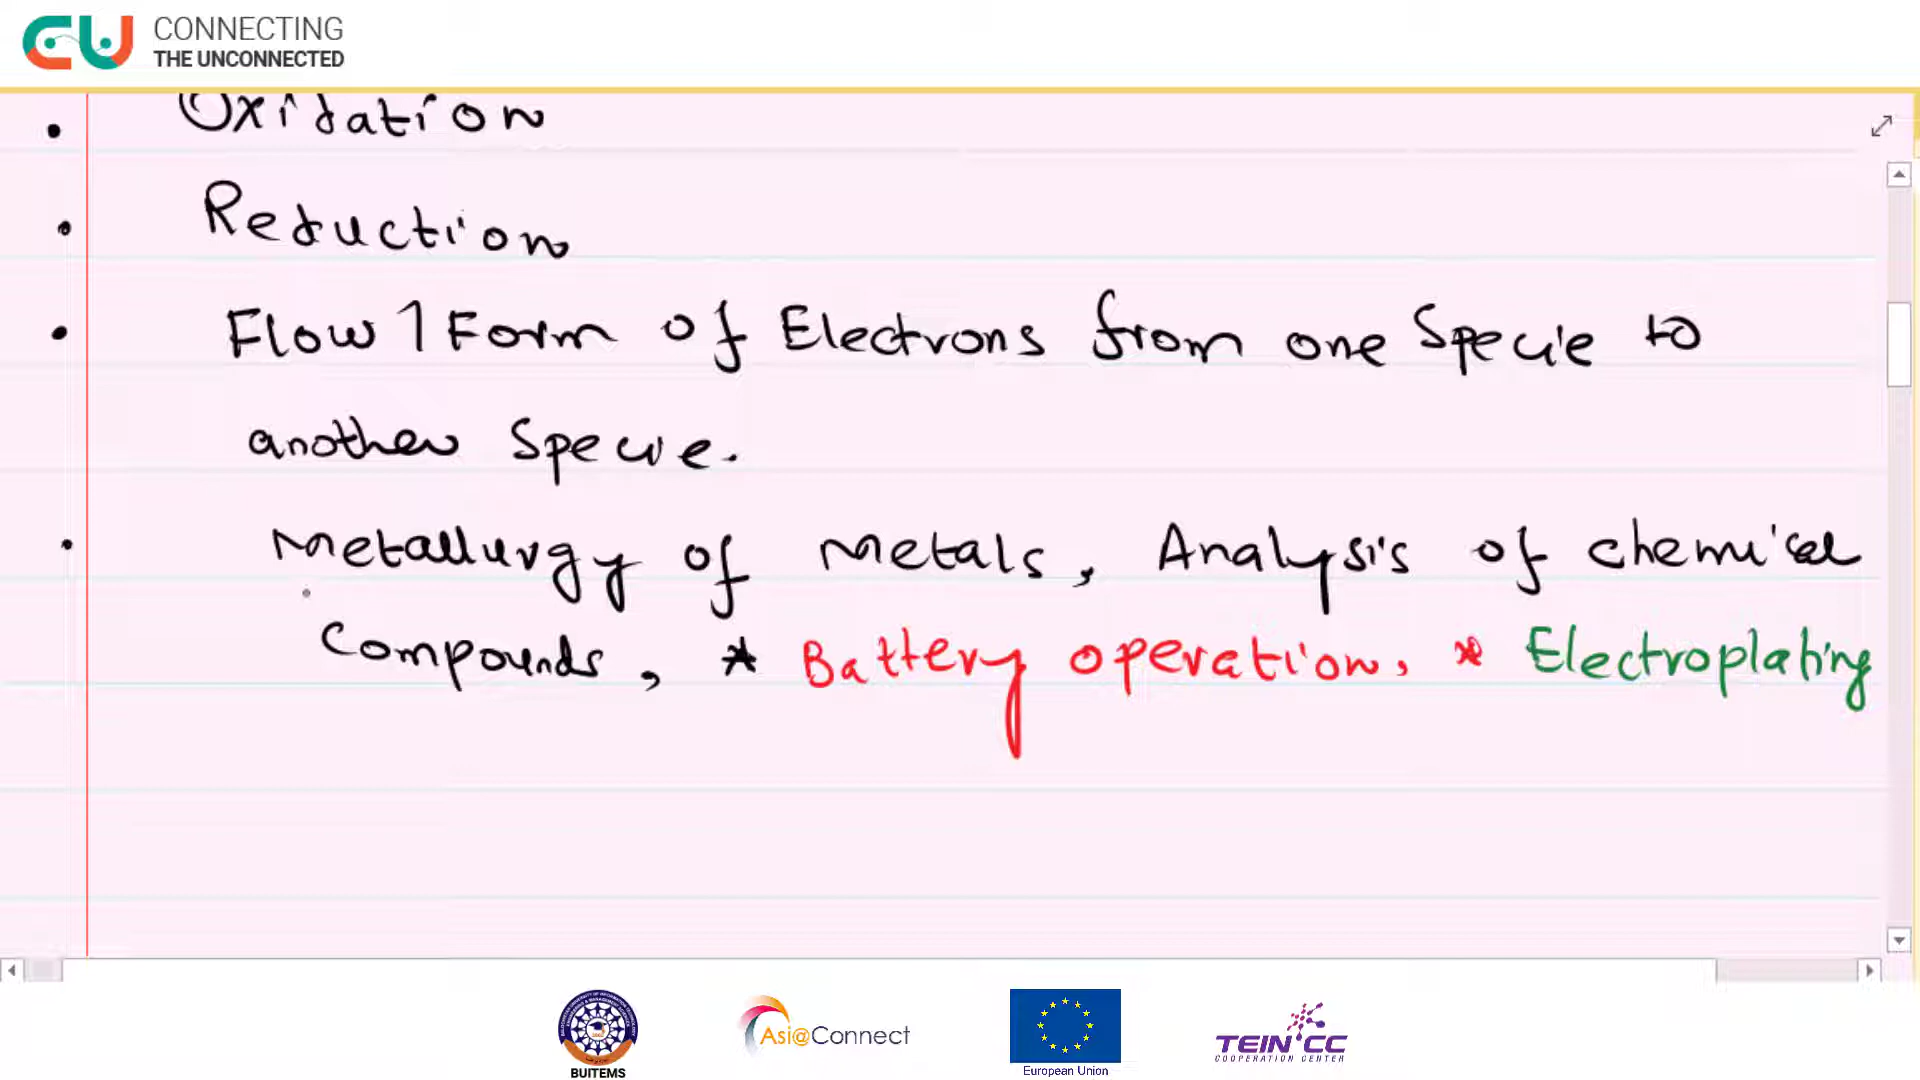 CONNECTING
THE UNCONNECTED
• Oxidation
• Reduction
• Flow / Form of Electrons from one Specie to
another Specie.
• Metallurgy of Metals, Analysis of chemical
Compounds, * Battery operation, * Electroplating
BUITEMS
Asi@Connect
European Union
TEIN*CC
COOPERATION CENTER